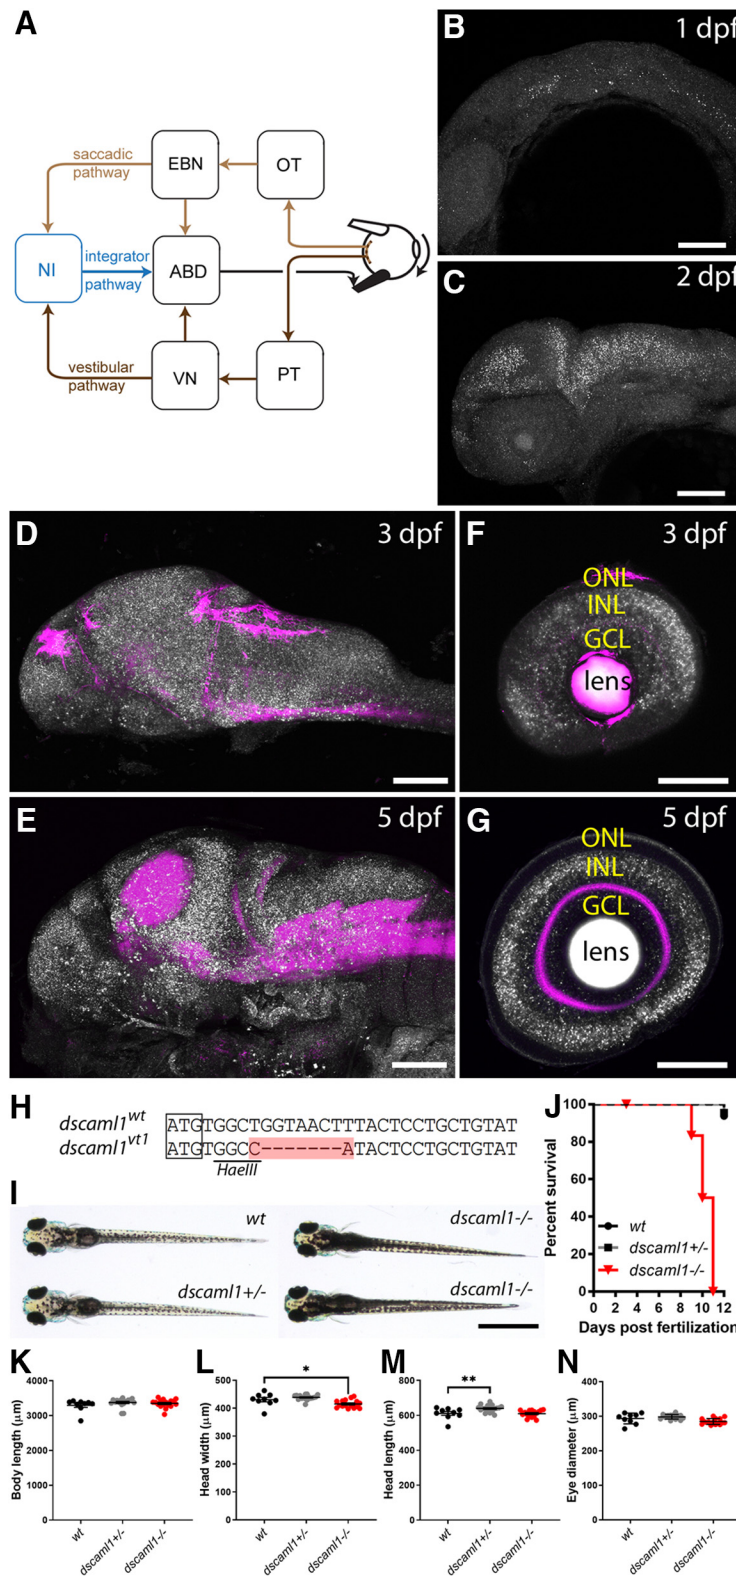 A
saccadic
pathway
EBN
OT
NI
integrator
pathway
ABD
vestibular
pathway
VN
PT
B
1 dpf
C
2 dpf
D
3 dpf
F
3 dpf
ONL
INL
GCL
lens
E
5 dpf
G
5 dpf
ONL
INL
GCL
lens
H
dscaml1wt
ATGTGGCTGGTAACTTTACTCCTGCTGTAT
dscaml1vt1
ATGTGGCC--------ATACTCCTGCTGTAT
HaeIII
I
wt
dscaml1-/-
dscaml1+/-
dscaml1-/-
J
Percent survival
100
80
60
40
20
0
wt
dscaml1+/-
dscaml1-/-
0 2 4 6 8 10 12
Days post fertilization
K
Body length (μm)
4000
3000
2000
1000
0
wt
dscaml1+/-
dscaml1-/-
L
Head width (μm)
500
400
300
200
100
0
*
wt
dscaml1+/-
dscaml1-/-
M
Head length (μm)
800
600
400
200
0
**
wt
dscaml1+/-
dscaml1-/-
N
Eye diameter (μm)
400
300
200
100
0
wt
dscaml1+/-
dscaml1-/-